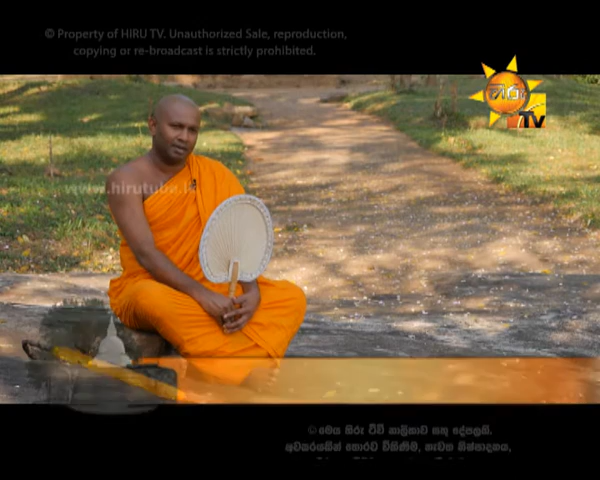 © Property of HIRU TV. Unauthorized Sale, reproduction,
copying or re-broadcast is strictly prohibited.
හිරු
TV
www.hirutube.lk
© මෙය හිරු ටීවී නාලිකාව සතු දේපලකි.
අවසරයකින් තොරව විකිණීම, නැවත නිෂ්පාදනය,